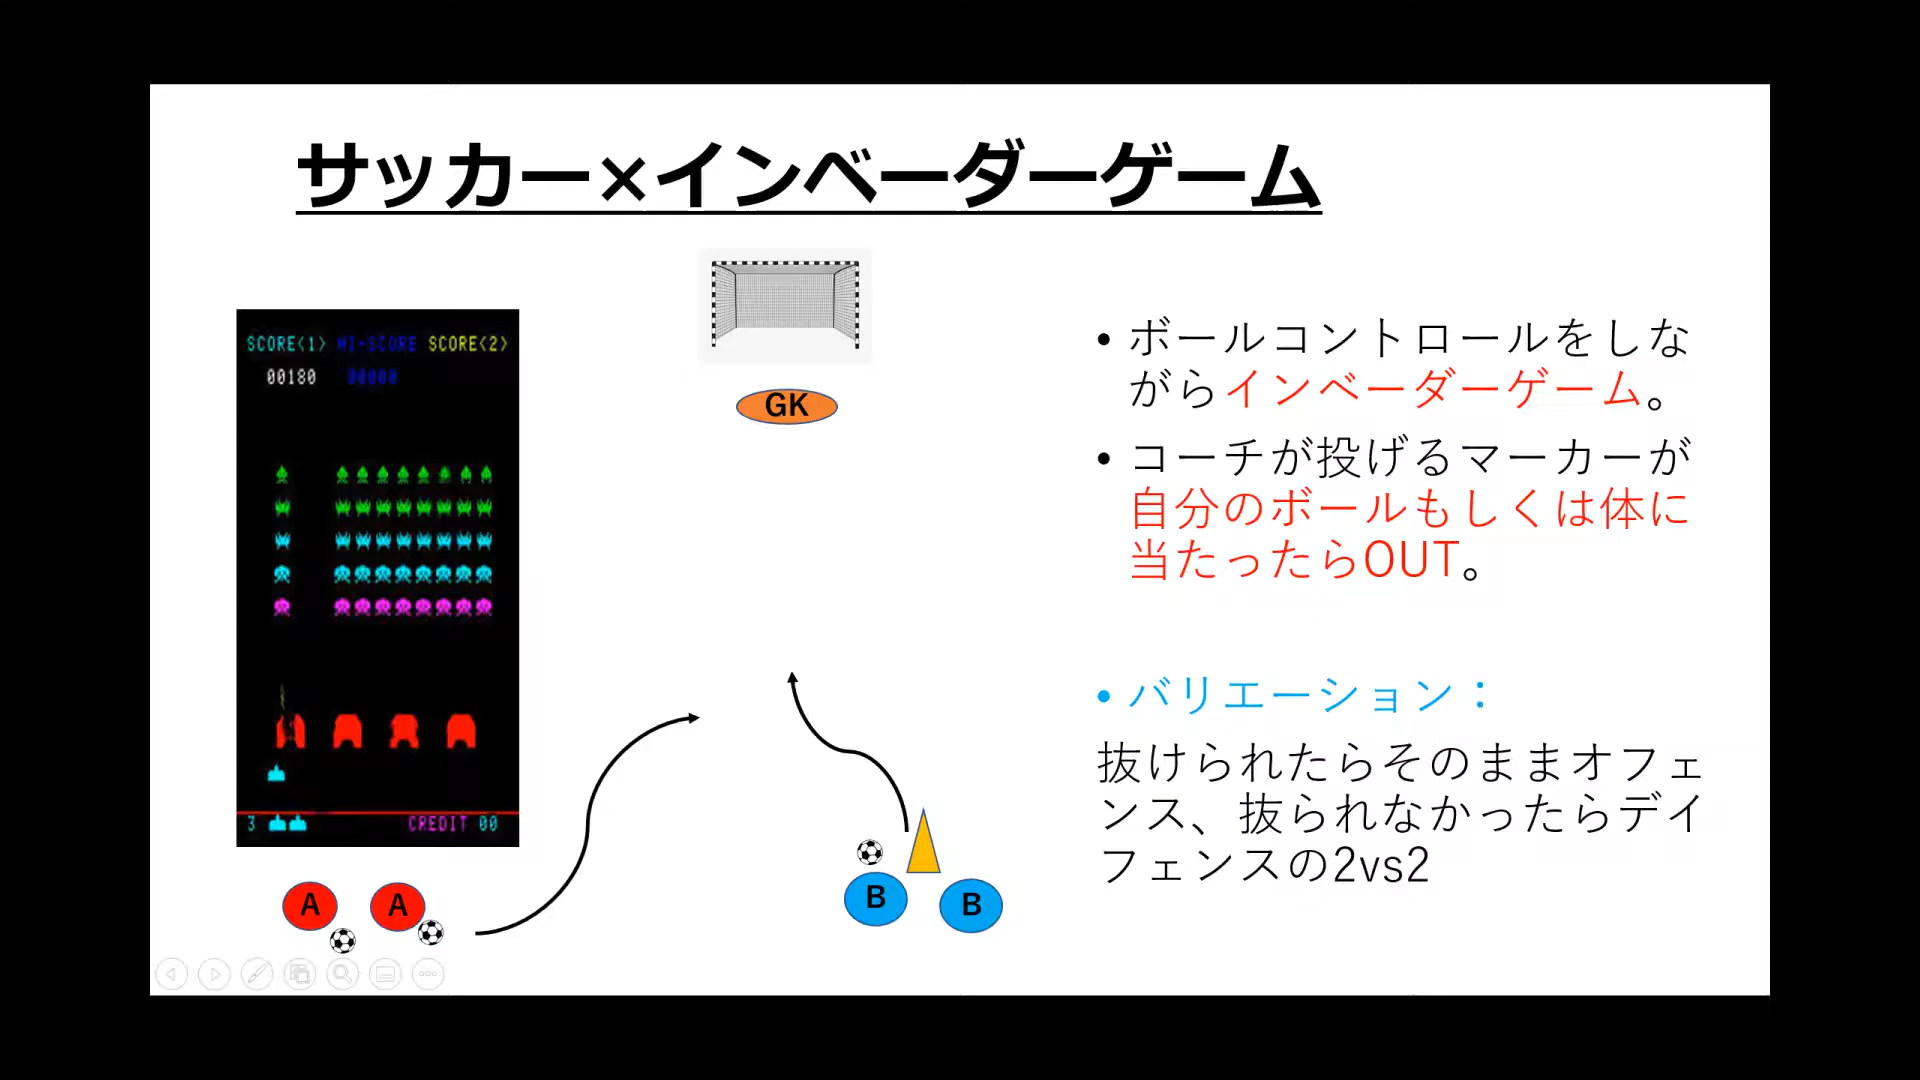 サッカー×インベーダーゲーム
SCORE<1> HI-SCORE SCORE<2>
00180 00000
3 CREDIT 00
GK
A A
B B
• ボールコントロールをしな
がらインベーダーゲーム。
• コーチが投げるマーカーが
自分のボールもしくは体に
当たったらOUT。
• バリエーション：
抜けられたらそのままオフェ
ンス、抜られなかったらデイ
フェンスの2vs2